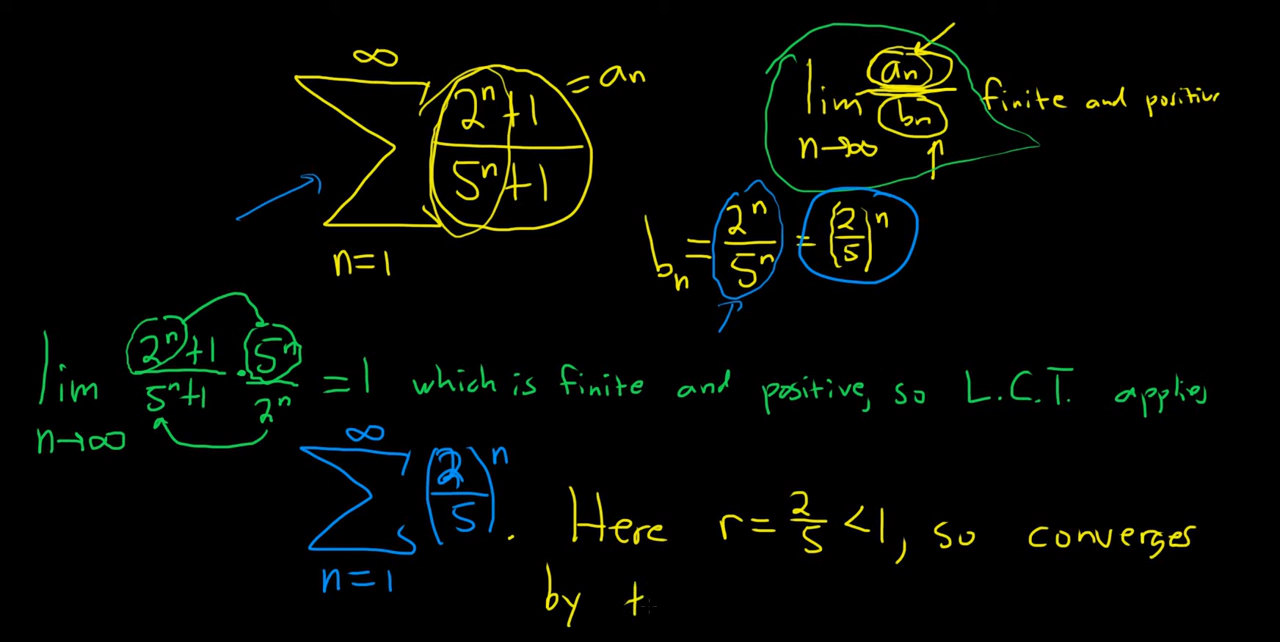 ∞
∑ (2ⁿ+1)/(5ⁿ+1) = aₙ
n=1
lim n→∞ aₙ/bₙ finite and positive
bₙ = 2ⁿ/5ⁿ = (2/5)ⁿ
lim n→∞ (2ⁿ+1)/(5ⁿ+1) · 5ⁿ/2ⁿ = 1 which is finite and positive, so L.C.T. applies
∞
∑ (2/5)ⁿ. Here r = 2/5 < 1, so converges
n=1
by t